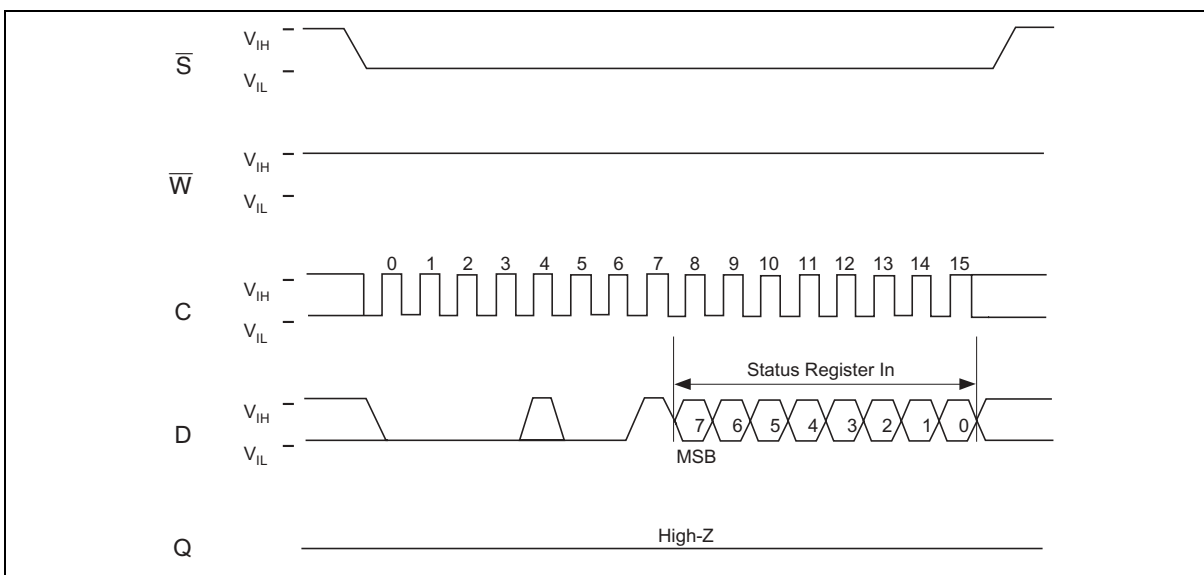 S̅
V_IH
V_IL
W̅
V_IH
V_IL
C
V_IH
V_IL
0 1 2 3 4 5 6 7 8 9 10 11 12 13 14 15
Status Register In
D
V_IH
V_IL
7 6 5 4 3 2 1 0
MSB
Q
High-Z